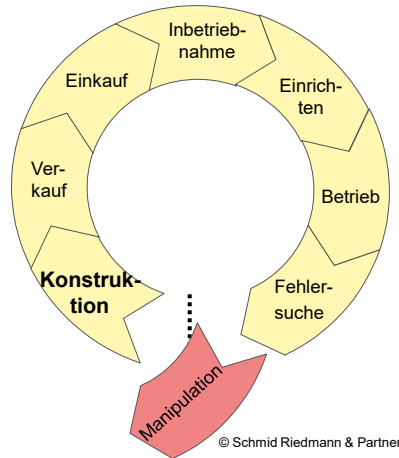 Inbetrieb-
nahme
Einkauf
Einrich-
ten
Ver-
kauf
Betrieb
Konstruk-
tion
Fehler-
suche
Manipulation
© Schmid Riedmann & Partner